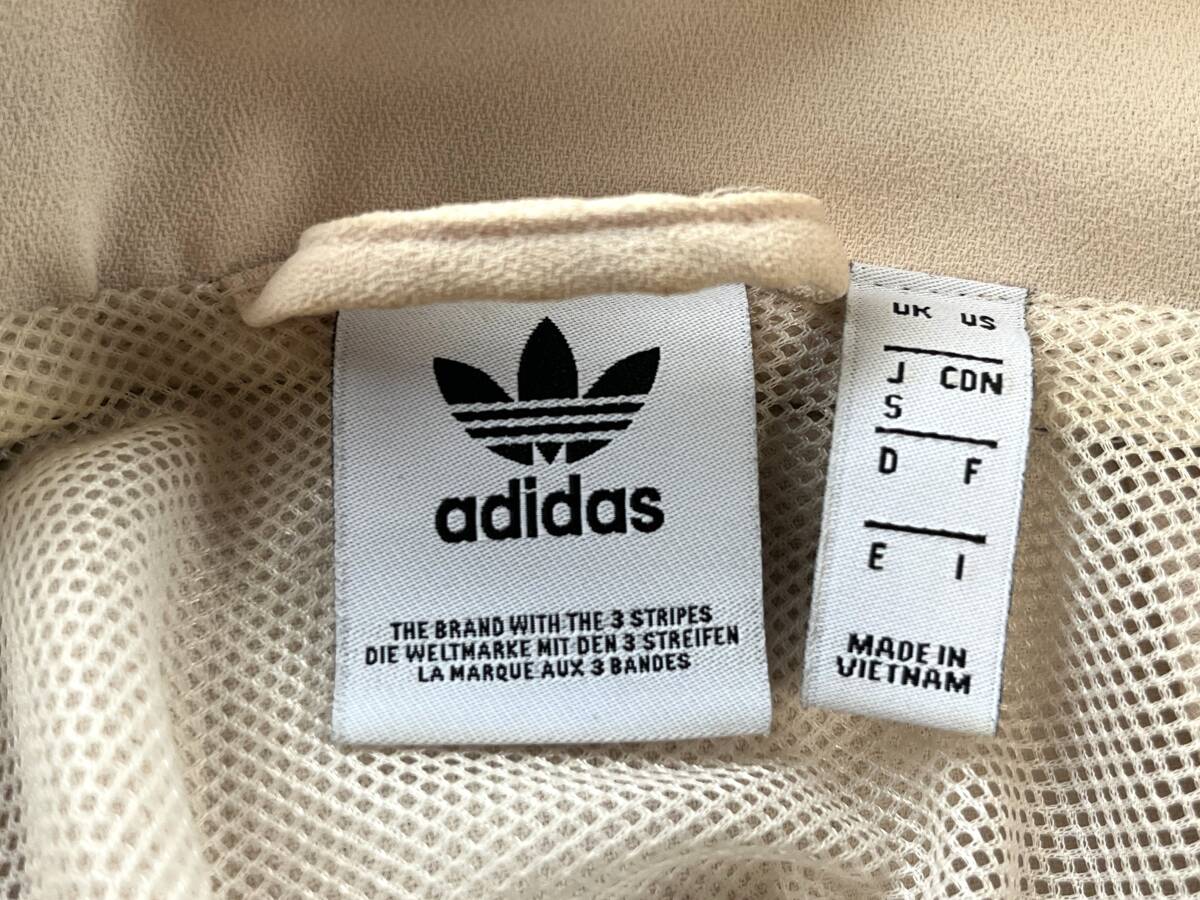 adidas
THE BRAND WITH THE 3 STRIPES
DIE WELTMARKE MIT DEN 3 STREIFEN
LA MARQUE AUX 3 BANDES
UK US
J CDN
S
D F
E I
MADE IN
VIETNAM